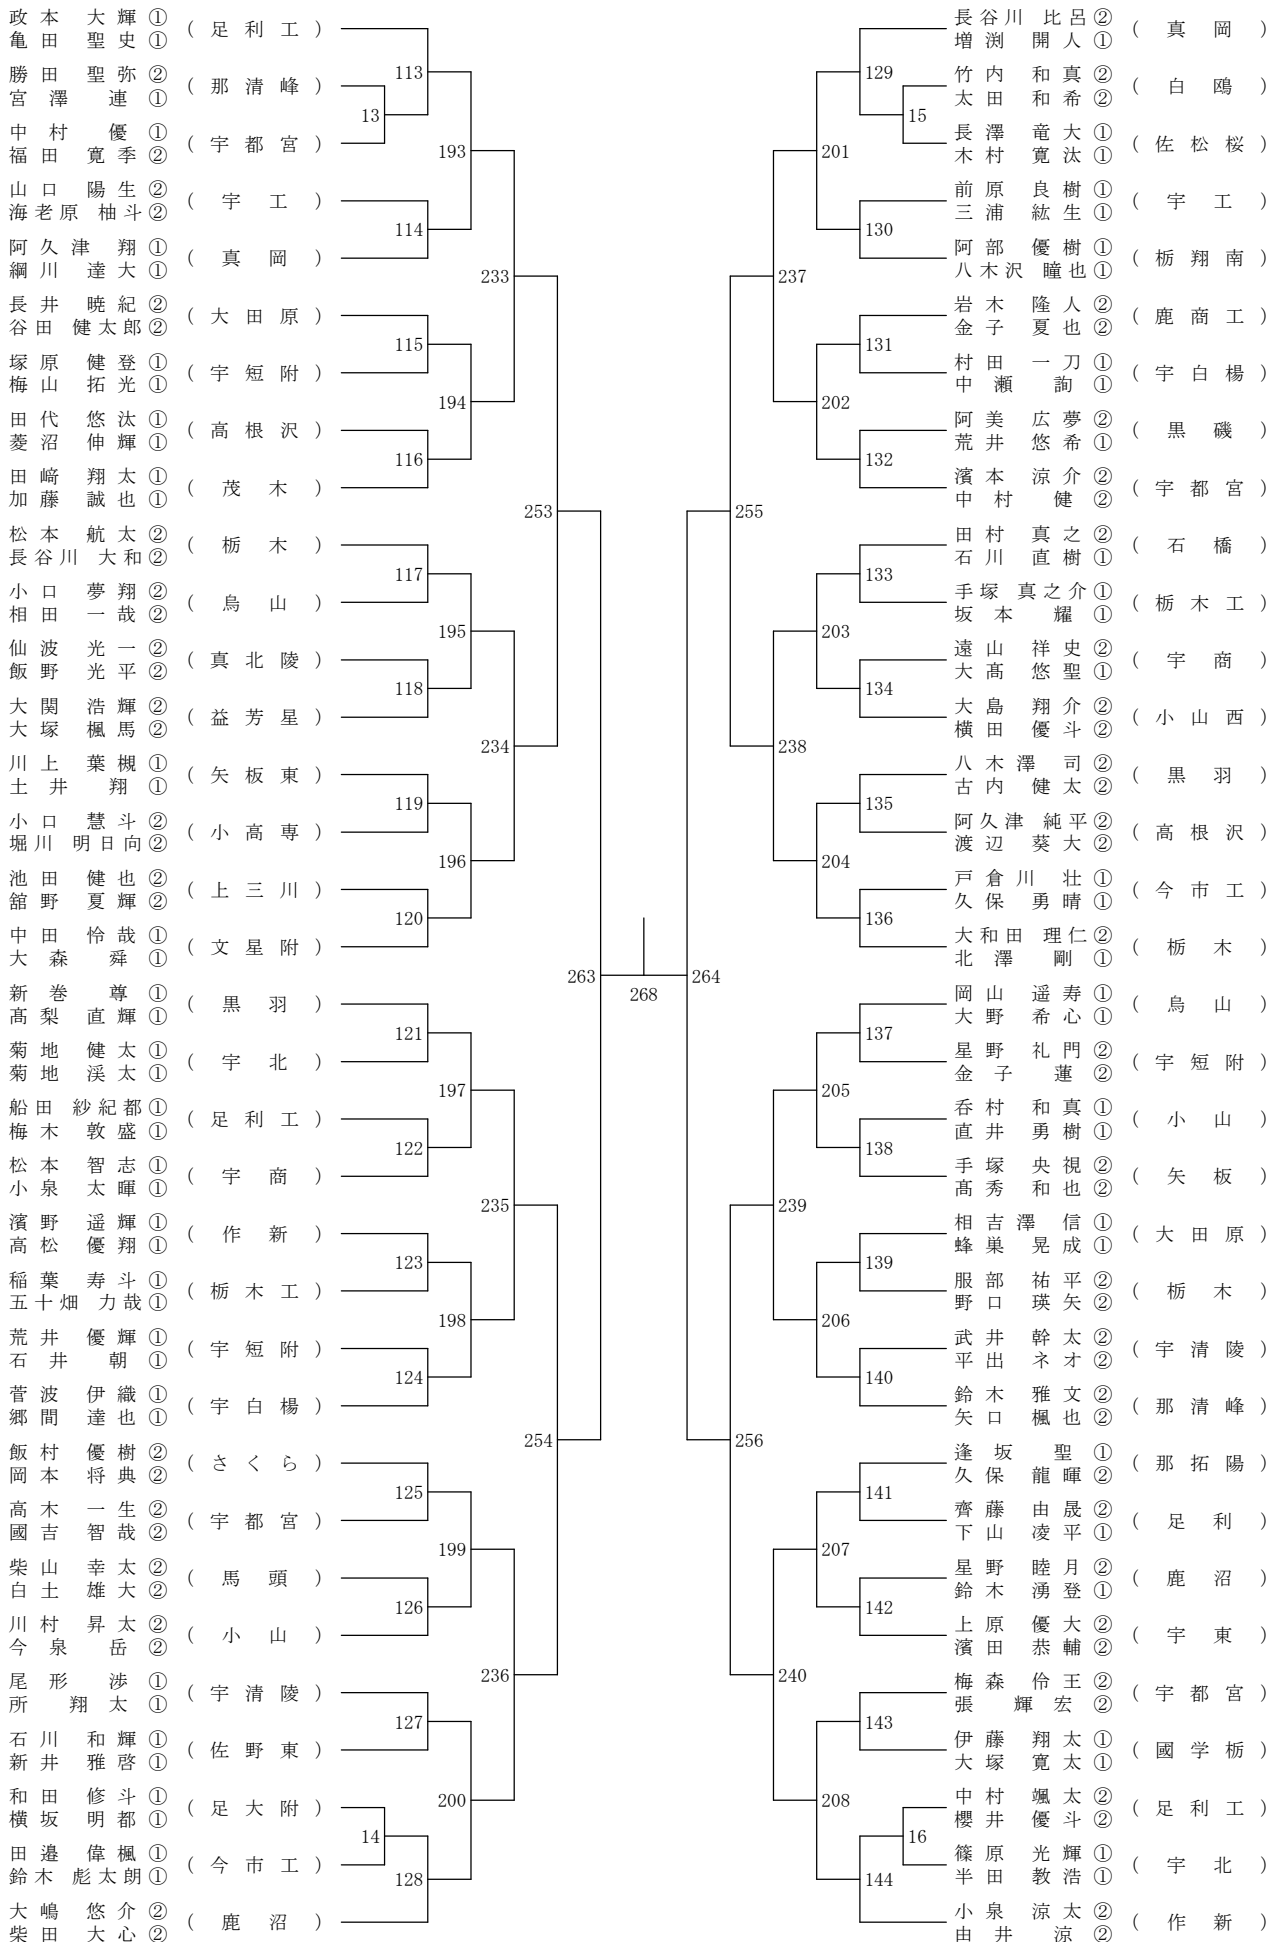 政本 大輝 ①
亀田 聖史 ①
( 足利工 )
勝田 聖弥 ②
宮澤 連 ①
( 那清峰 )
中村 優 ①
福田 寛季 ②
( 宇都宮 )
山口 陽生 ②
海老原 柚斗 ②
( 宇工 )
阿久津 翔 ①
綱川 達大 ①
( 真岡 )
長井 暁紀 ②
谷田 健太郎 ②
( 大田原 )
塚原 健登 ①
梅山 拓光 ①
( 宇短附 )
田代 悠汰 ①
菱沼 伸輝 ①
( 高根沢 )
田﨑 翔太 ①
加藤 誠也 ①
( 茂木 )
松本 航太 ②
長谷川 大和 ②
( 栃木 )
小口 夢翔 ②
相田 一哉 ②
( 烏山 )
仙波 光一 ②
飯野 光平 ②
( 真北陵 )
大関 浩輝 ②
大塚 楓馬 ②
( 益芳星 )
川上 葉槻 ①
土井 翔 ①
( 矢板東 )
小口 慧斗 ②
堀川 明日向 ②
( 小高専 )
池田 健也 ②
舘野 夏輝 ②
( 上三川 )
中田 怜哉 ①
大森 舜 ①
( 文星附 )
新巻 尊 ①
髙梨 直輝 ①
( 黒羽 )
菊地 健太 ①
菊地 渓太 ①
( 宇北 )
船田 紗紀都 ①
梅木 敦盛 ①
( 足利工 )
松本 智志 ①
小泉 太暉 ①
( 宇商 )
濱野 遥輝 ①
高松 優翔 ①
( 作新 )
稲葉 寿斗 ①
五十畑 力哉 ①
( 栃木工 )
荒井 優輝 ①
石井 朝 ①
( 宇短附 )
菅波 伊織 ①
郷間 達也 ①
( 宇白楊 )
飯村 優樹 ②
岡本 将典 ②
( さくら )
高木 一生 ②
國吉 智哉 ②
( 宇都宮 )
柴山 幸太 ②
白土 雄大 ②
( 馬頭 )
川村 昇太 ②
今泉 岳 ②
( 小山 )
尾形 渉 ①
所 翔太 ①
( 宇清陵 )
石川 和輝 ①
新井 雅啓 ①
( 佐野東 )
和田 修斗 ①
横坂 明都 ①
( 足大附 )
田邉 偉楓 ①
鈴木 彪太朗 ①
( 今市工 )
大嶋 悠介 ②
柴田 大心 ②
( 鹿沼 )
13
14
113
114
115
116
117
118
119
120
121
122
123
124
125
126
127
128
193
194
195
196
197
198
199
200
233
234
235
236
253
254
263
268
264
255
256
237
238
239
240
201
202
203
204
205
206
207
208
129
130
131
132
133
134
135
136
137
138
139
140
141
142
143
144
15
16
長谷川 比呂 ②
増渕 開人 ①
( 真岡 )
竹内 和真 ②
太田 和希 ②
( 白鴎 )
長澤 竜大 ①
木村 寛汰 ①
( 佐松桜 )
前原 良樹 ①
三浦 紘生 ①
( 宇工 )
阿部 優樹 ①
八木沢 瞳也 ①
( 栃翔南 )
岩木 隆人 ②
金子 夏也 ②
( 鹿商工 )
村田 一刀 ①
中瀬 詢 ①
( 宇白楊 )
阿美 広夢 ②
荒井 悠希 ①
( 黒磯 )
濱本 涼介 ②
中村 健 ②
( 宇都宮 )
田村 真之 ②
石川 直樹 ①
( 石橋 )
手塚 真之介 ①
坂本 耀 ①
( 栃木工 )
遠山 祥史 ②
大髙 悠聖 ①
( 宇商 )
大島 翔介 ②
横田 優斗 ②
( 小山西 )
八木澤 司 ②
古内 健太 ②
( 黒羽 )
阿久津 純平 ②
渡辺 葵大 ②
( 高根沢 )
戸倉川 壮 ①
久保 勇晴 ①
( 今市工 )
大和田 理仁 ②
北澤 剛 ①
( 栃木 )
岡山 遥寿 ①
大野 希心 ①
( 烏山 )
星野 礼門 ②
金子 蓮 ②
( 宇短附 )
呑村 和真 ①
直井 勇樹 ①
( 小山 )
手塚 央視 ②
髙秀 和也 ②
( 矢板 )
相吉澤 信 ①
蜂巣 晃成 ①
( 大田原 )
服部 祐平 ②
野口 瑛矢 ②
( 栃木 )
武井 幹太 ②
平出 ネオ ②
( 宇清陵 )
鈴木 雅文 ②
矢口 楓也 ②
( 那清峰 )
逢坂 聖 ①
久保 龍暉 ②
( 那拓陽 )
齊藤 由晟 ②
下山 凌平 ①
( 足利 )
星野 睦月 ②
鈴木 湧登 ①
( 鹿沼 )
上原 優大 ②
濱田 恭輔 ②
( 宇東 )
梅森 伶王 ②
張 輝宏 ②
( 宇都宮 )
伊藤 翔太 ①
大塚 寛太 ①
( 國学栃 )
中村 颯太 ②
櫻井 優斗 ②
( 足利工 )
篠原 光輝 ①
半田 教浩 ①
( 宇北 )
小泉 涼太 ②
由井 涼 ②
( 作新 )